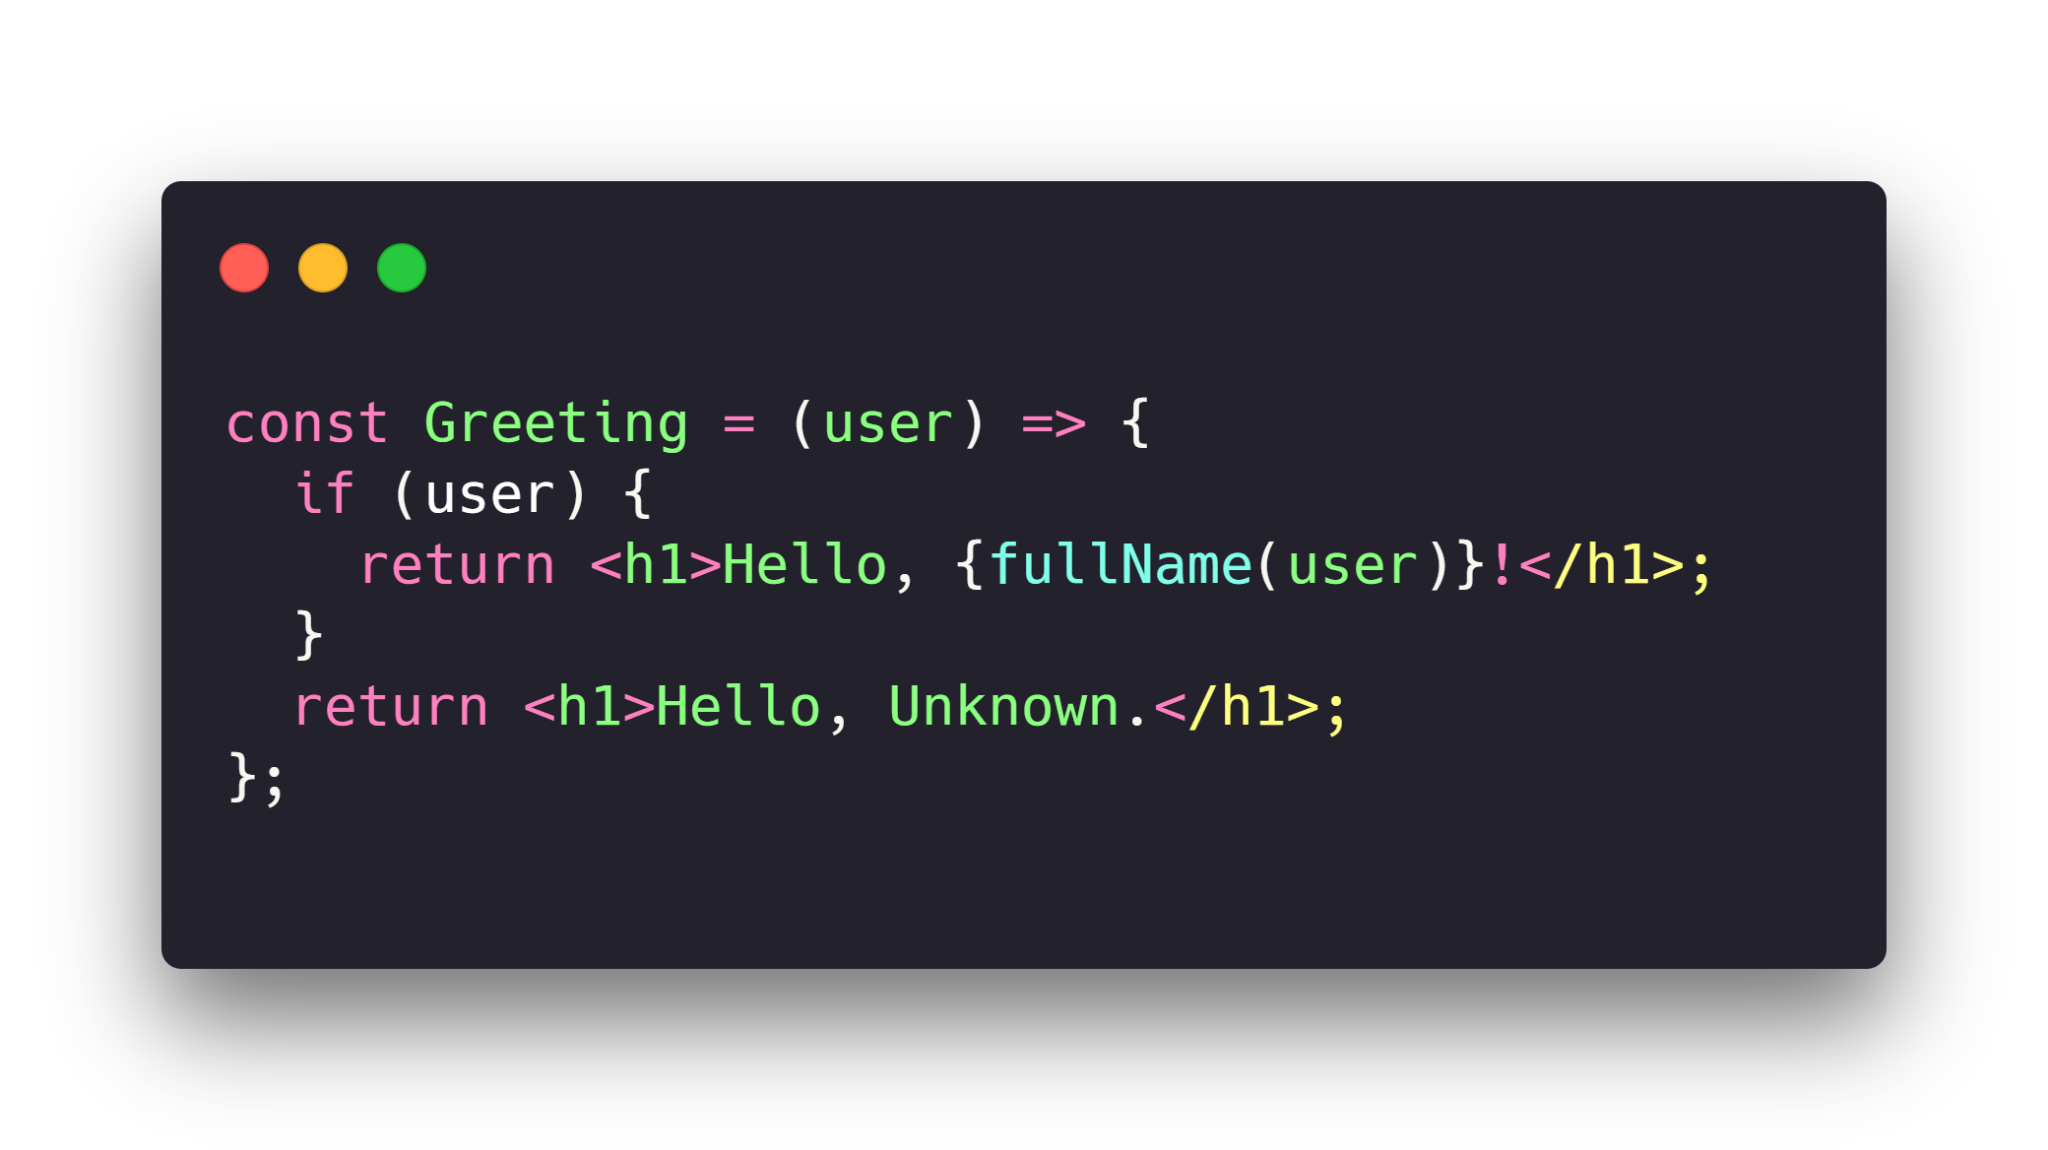 const Greeting = (user) => {
  if (user) {
    return <h1>Hello, {fullName(user)}!</h1>;
  }
  return <h1>Hello, Unknown.</h1>;
};